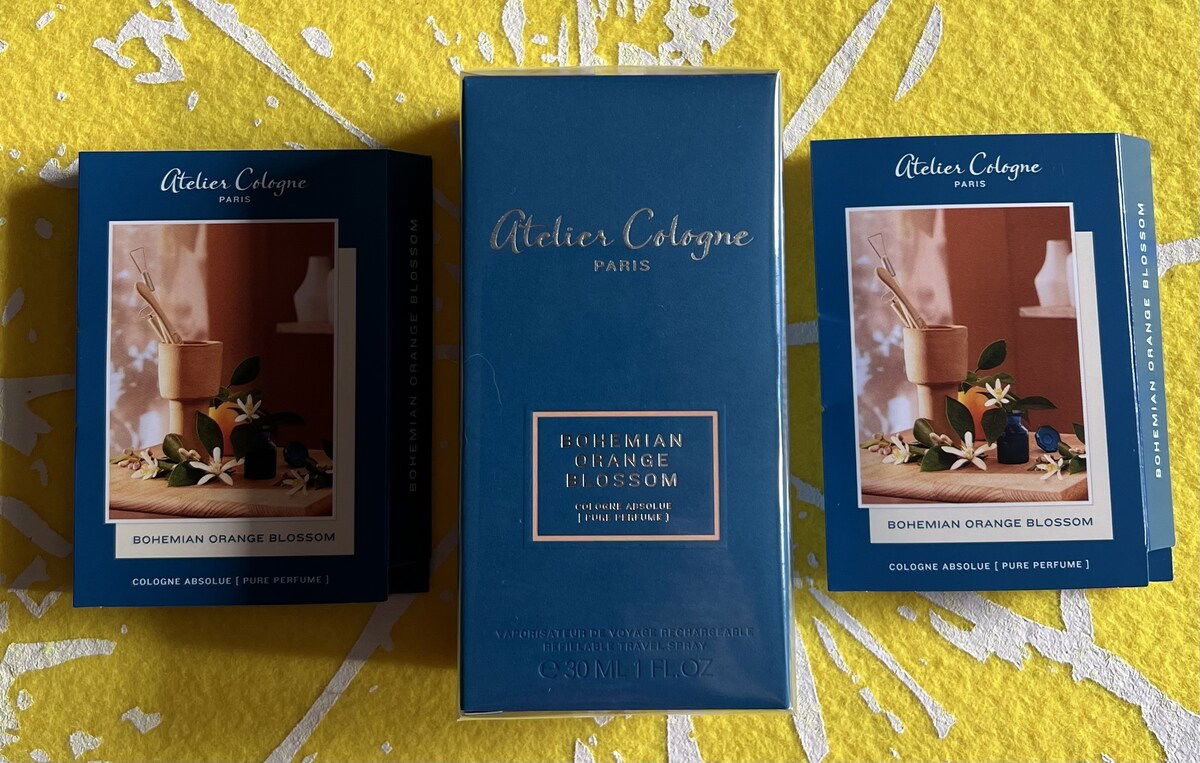 Atelier Cologne
PARIS
BOHEMIAN ORANGE BLOSSOM
COLOGNE ABSOLUE [ PURE PERFUME ]
BOHEMIAN ORANGE BLOSSOM
Atelier Cologne
PARIS
BOHEMIAN
ORANGE
BLOSSOM
COLOGNE ABSOLUE
[ PURE PERFUME ]
VAPORISATEUR DE VOYAGE RECHARGEABLE
REFILLABLE TRAVEL SPRAY
℮ 30 ML 1 FL.OZ
Atelier Cologne
PARIS
BOHEMIAN ORANGE BLOSSOM
COLOGNE ABSOLUE [ PURE PERFUME ]
BOHEMIAN ORANGE BLOSSOM